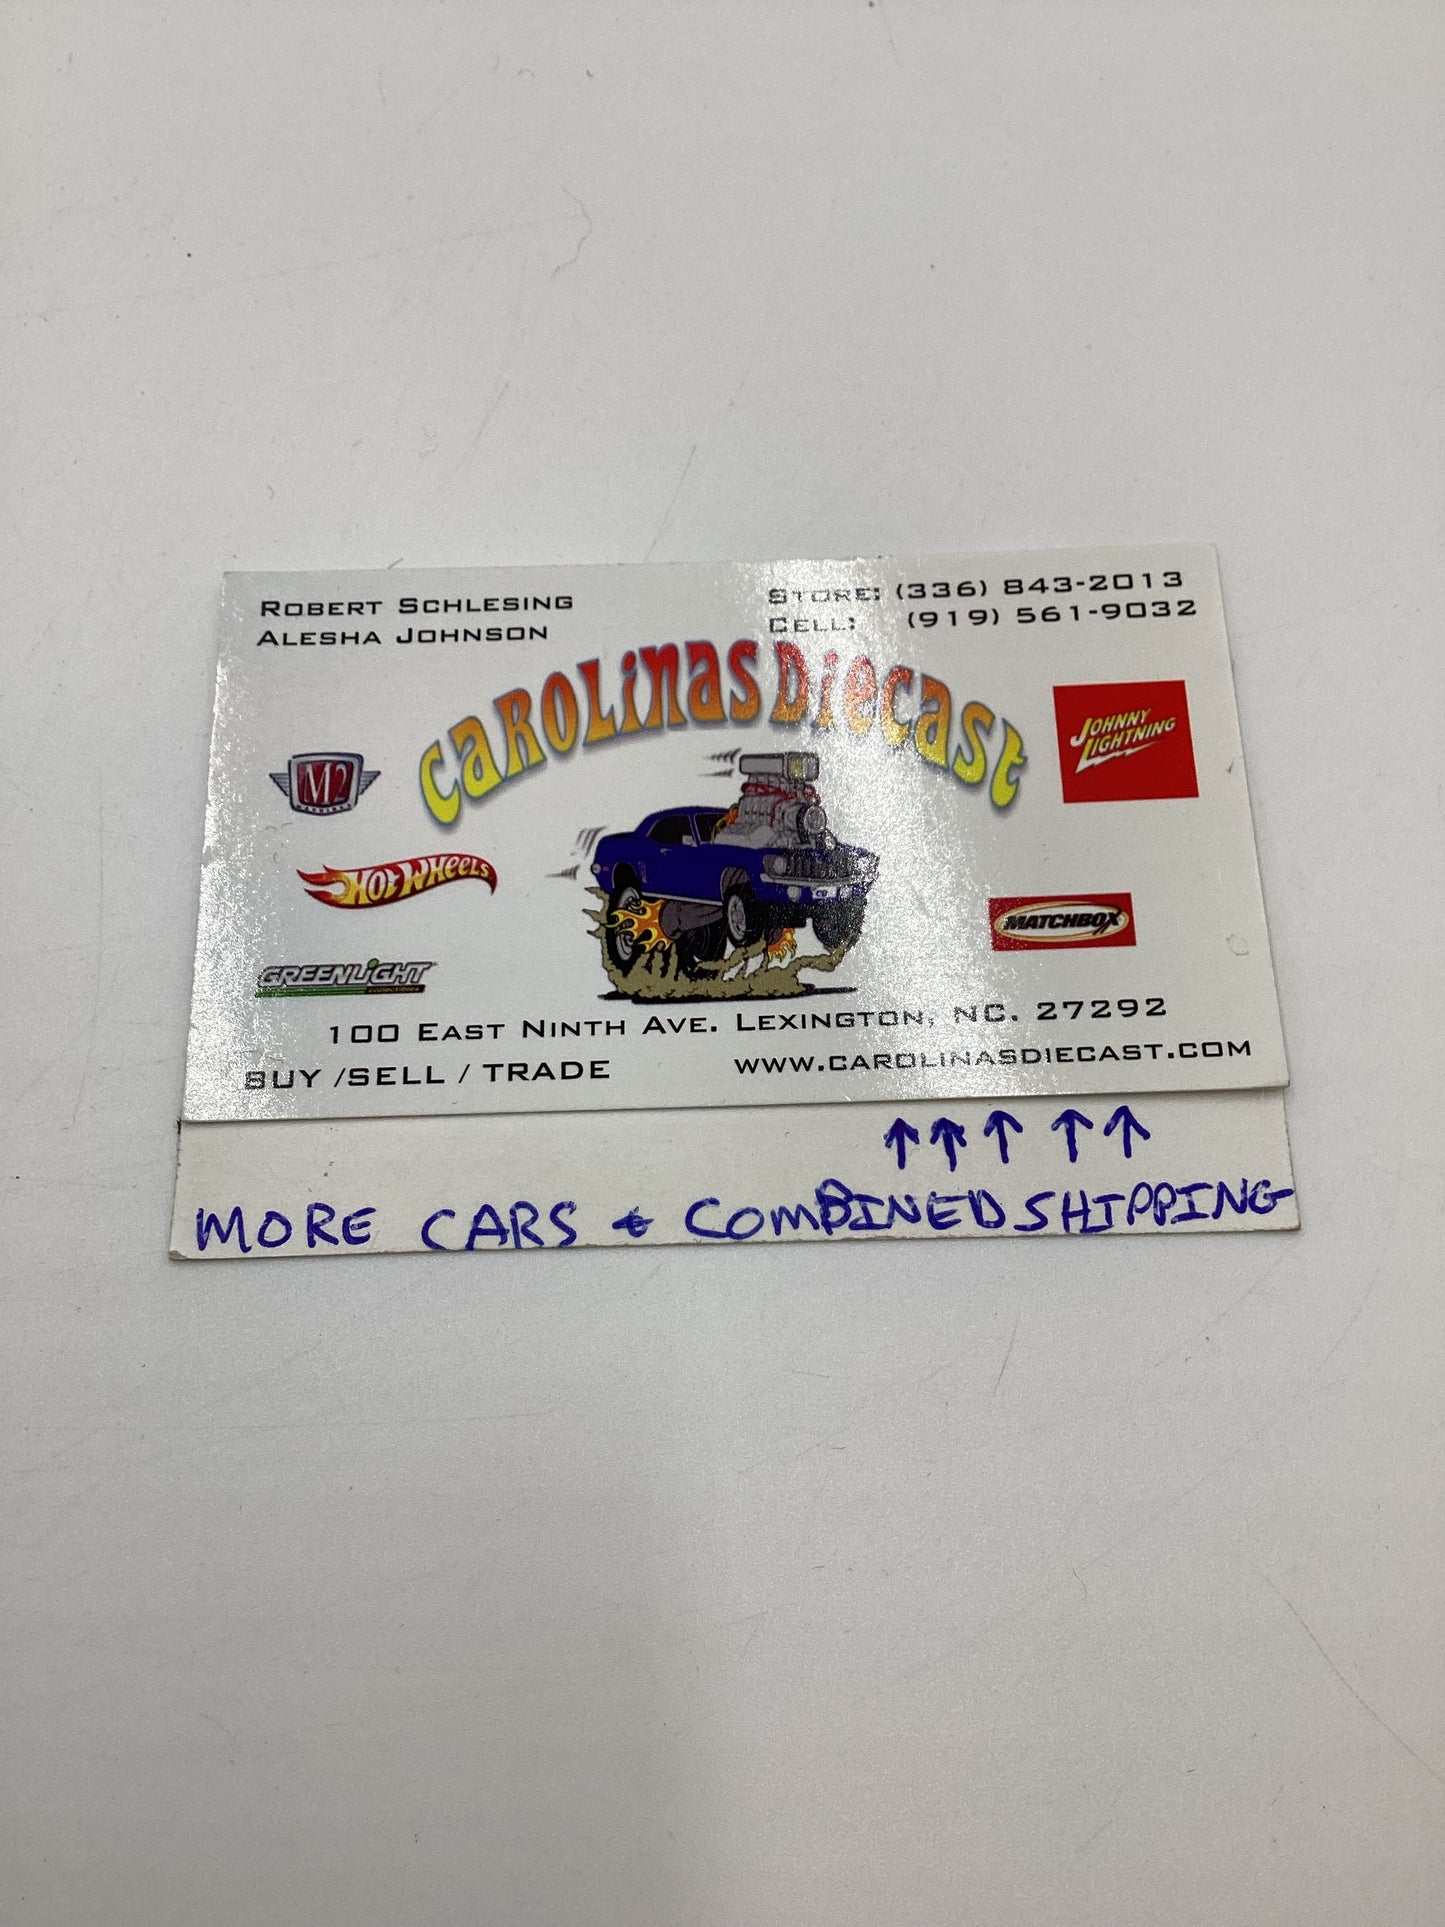 ROBERT SCHLESING
ALESHA JOHNSON
STORE: (336) 843-2013
CELL: (919) 561-9032
CAROLINAS DIECAST
JOHNNY LIGHTNING
M2
HOT WHEELS
MATCHBOX
GREENLIGHT
100 EAST NINTH AVE. LEXINGTON, NC. 27292
BUY /SELL / TRADE
WWW.CAROLINASDIECAST.COM
↑↑↑ ↑↑
MORE CARS & COMBINED SHIPPING